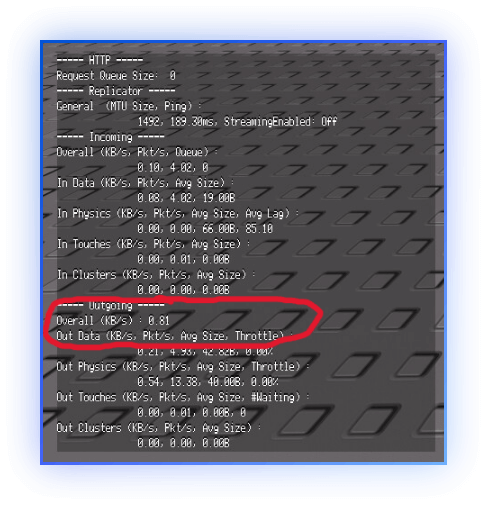 ----- HTTP -----
Request Queue Size: 0
----- Replicator -----
General (MTU Size, Ping) :
1492, 189.30ms, StreamingEnabled: Off
----- Incoming -----
Overall (KB/s, Pkt/s, Queue) :
0.10, 4.02, 0
In Data (KB/s, Pkt/s, Avg Size) :
0.08, 4.02, 19.00B
In Physics (KB/s, Pkt/s, Avg Size, Avg Lag) :
0.00, 0.00, 66.00B, 85.10
In Touches (KB/s, Pkt/s, Avg Size) :
0.00, 0.01, 0.00B
In Clusters (KB/s, Pkt/s, Avg Size) :
0.00, 0.00, 0.00B
----- Outgoing -----
Overall (KB/s) : 0.81
Out Data (KB/s, Pkt/s, Avg Size, Throttle)
0.21, 4.93, 42.82B, 0.00%
Out Physics (KB/s, Pkt/s, Avg Size, Throttle) :
0.54, 13.38, 40.00B, 0.00%
Out Touches (KB/s, Pkt/s, Avg Size, #Waiting) :
0.00, 0.01, 0.00B, 0
Out Clusters (KB/s, Pkt/s, Avg Size) :
0.00, 0.00, 0.00B